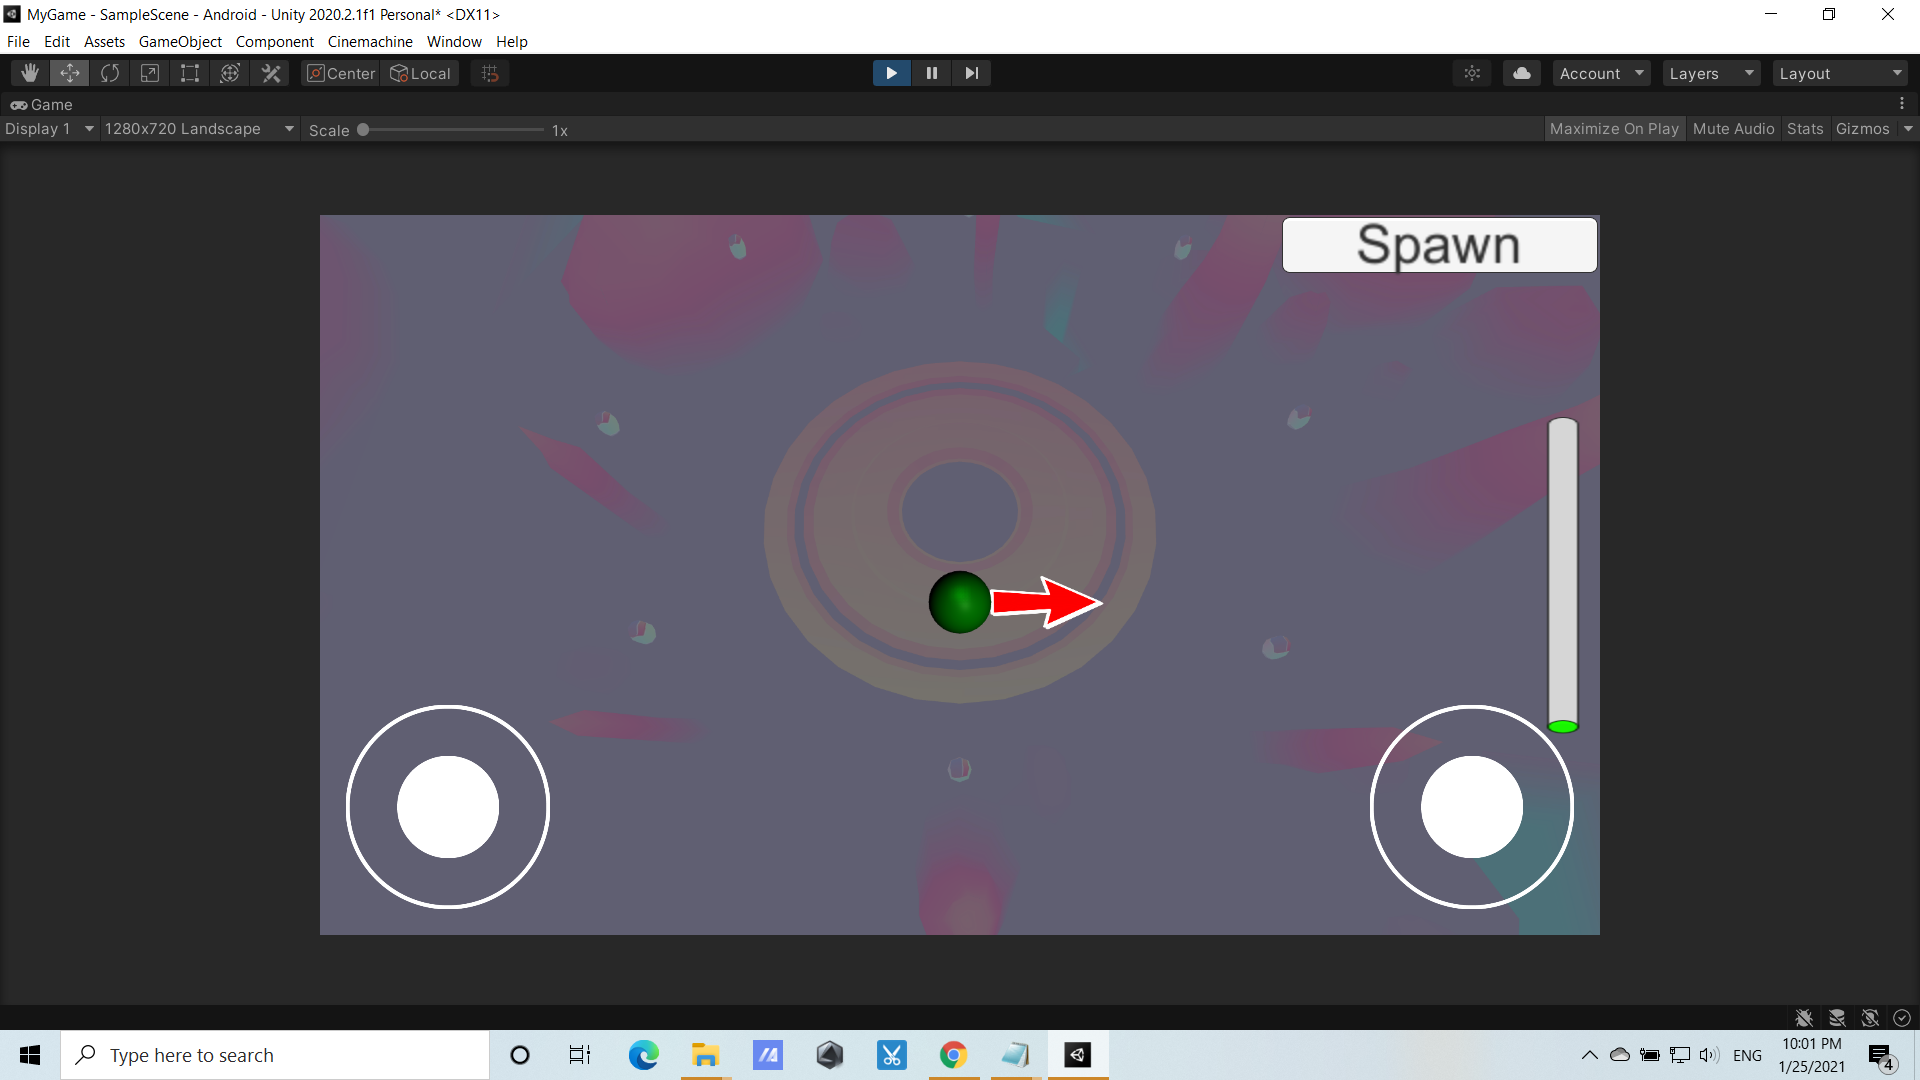 MyGame - SampleScene - Android - Unity 2020.2.1f1 Personal* <DX11>
File Edit Assets GameObject Component Cinemachine Window Help
Center Local Account Layers Layout
Game
Display 1 1280x720 Landscape Scale 1x Maximize On Play Mute Audio Stats Gizmos
Spawn
Type here to search
ENG
10:01 PM
1/25/2021
4